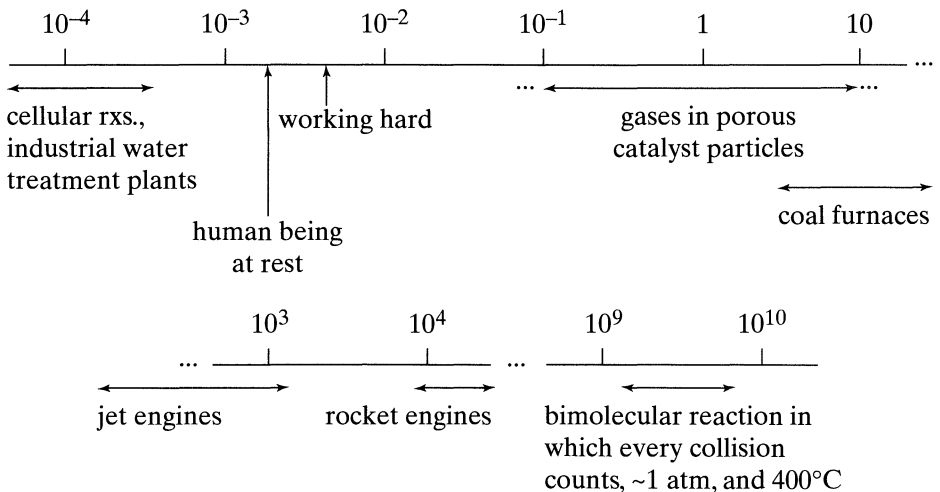 10⁻⁴ 10⁻³ 10⁻² 10⁻¹ 1 10
...
... ...
cellular rxs.,
industrial water
treatment plants
working hard
gases in porous
catalyst particles
coal furnaces
human being
at rest
10³ 10⁴ 10⁹ 10¹⁰
... ...
jet engines
rocket engines
bimolecular reaction in
which every collision
counts, ~1 atm, and 400°C